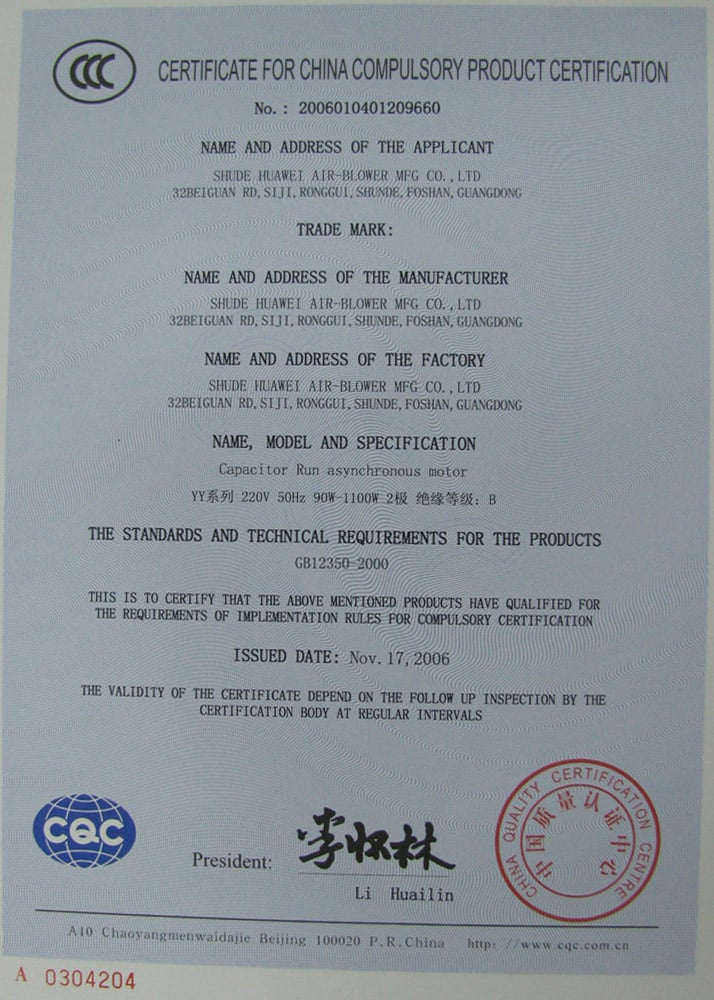 CCC
CERTIFICATE FOR CHINA COMPULSORY PRODUCT CERTIFICATION
No. : 2006010401209660
NAME AND ADDRESS OF THE APPLICANT
SHUDE HUAWEI AIR-BLOWER MFG CO.,LTD
32BEIGUAN RD,SIJI,RONGGUI,SHUNDE,FOSHAN,GUANGDONG
TRADE MARK:
NAME AND ADDRESS OF THE MANUFACTURER
SHUDE HUAWEI AIR-BLOWER MFG CO.,LTD
32BEIGUAN RD,SIJI,RONGGUI,SHUNDE,FOSHAN,GUANGDONG
NAME AND ADDRESS OF THE FACTORY
SHUDE HUAWEI AIR-BLOWER MFG CO.,LTD
32BEIGUAN RD,SIJI,RONGGUI,SHUNDE,FOSHAN,GUANGDONG
NAME, MODEL AND SPECIFICATION
Capacitor Run asynchronous motor
YY系列 220V 50Hz 90W-1100W 2极 绝缘等级: B
THE STANDARDS AND TECHNICAL REQUIREMENTS FOR THE PRODUCTS
GB12350-2000
THIS IS TO CERTIFY THAT THE ABOVE MENTIONED PRODUCTS HAVE QUALIFIED FOR
THE REQUIREMENTS OF IMPLEMENTATION RULES FOR COMPULSORY CERTIFICATION
ISSUED DATE: Nov.17,2006
THE VALIDITY OF THE CERTIFICATE DEPEND ON THE FOLLOW UP INSPECTION BY THE
CERTIFICATION BODY AT REGULAR INTERVALS
CQC
President: 李怀林
Li Huailin
CHINA QUALITY CERTIFICATION CENTRE
中国质量认证中心
A10 Chaoyangmenwaidajie Beijing 100020 P.R.China http: //www.cqc.com.cn
A 0304204